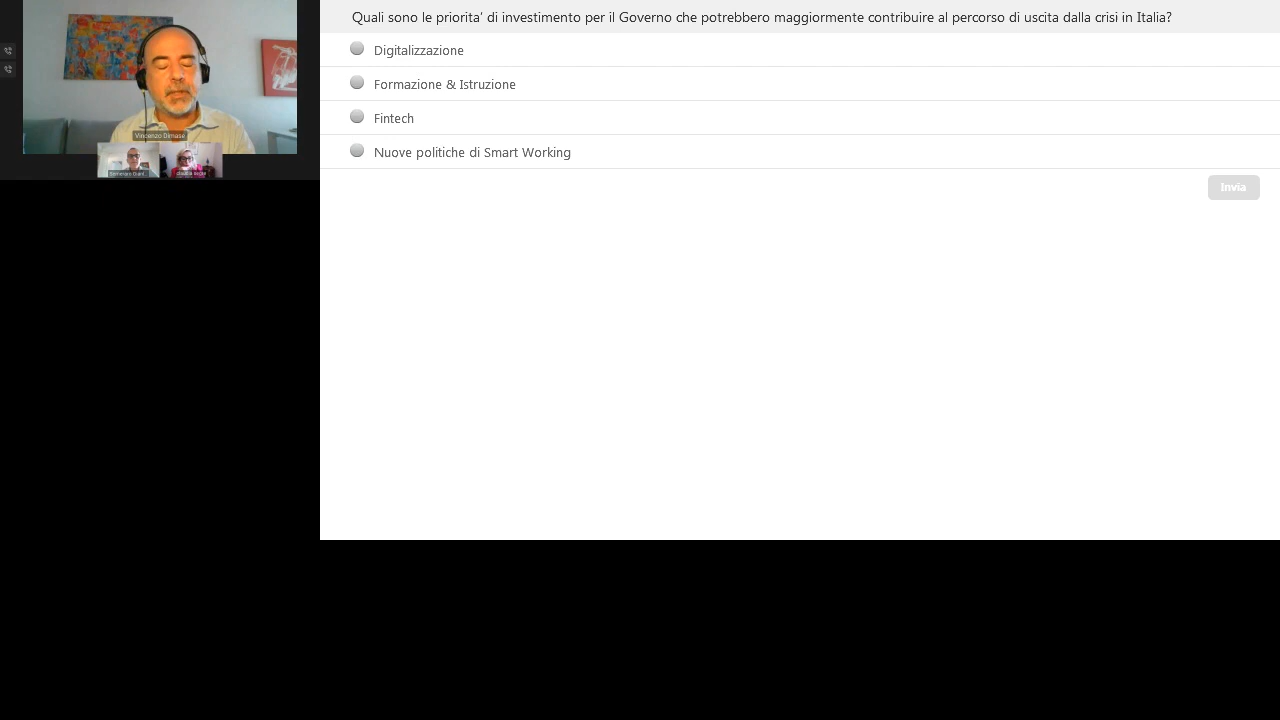 Quali sono le priorita' di investimento per il Governo che potrebbero maggiormente contribuire al percorso di uscita dalla crisi in Italia?
Digitalizzazione
Formazione & Istruzione
Fintech
Nuove politiche di Smart Working
Invia
Vincenzo Dimase